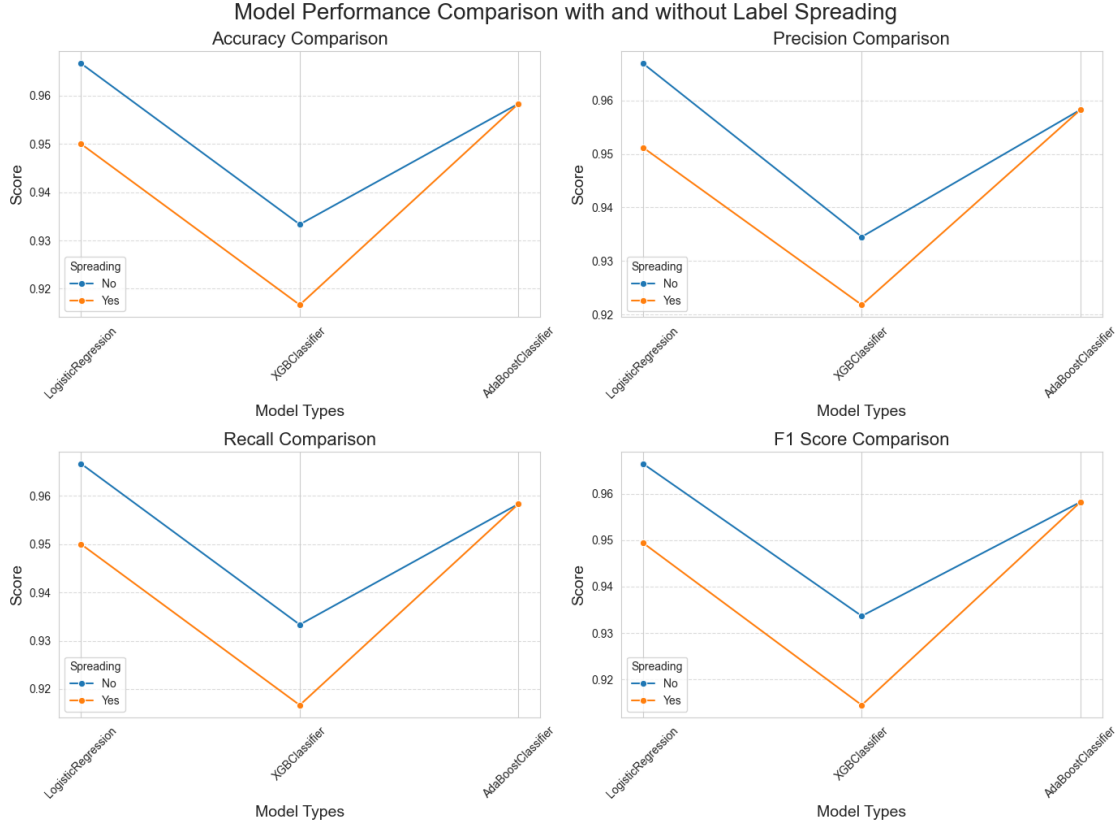 Model Performance Comparison with and without Label Spreading
Accuracy Comparison
Score
0.96
0.95
0.94
0.93
0.92
Spreading
No
Yes
LogisticRegression
XGBClassifier
AdaBoostClassifier
Model Types
Precision Comparison
Score
0.96
0.95
0.94
0.93
0.92
Spreading
No
Yes
LogisticRegression
XGBClassifier
AdaBoostClassifier
Model Types
Recall Comparison
Score
0.96
0.95
0.94
0.93
0.92
Spreading
No
Yes
LogisticRegression
XGBClassifier
AdaBoostClassifier
Model Types
F1 Score Comparison
Score
0.96
0.95
0.94
0.93
0.92
Spreading
No
Yes
LogisticRegression
XGBClassifier
AdaBoostClassifier
Model Types